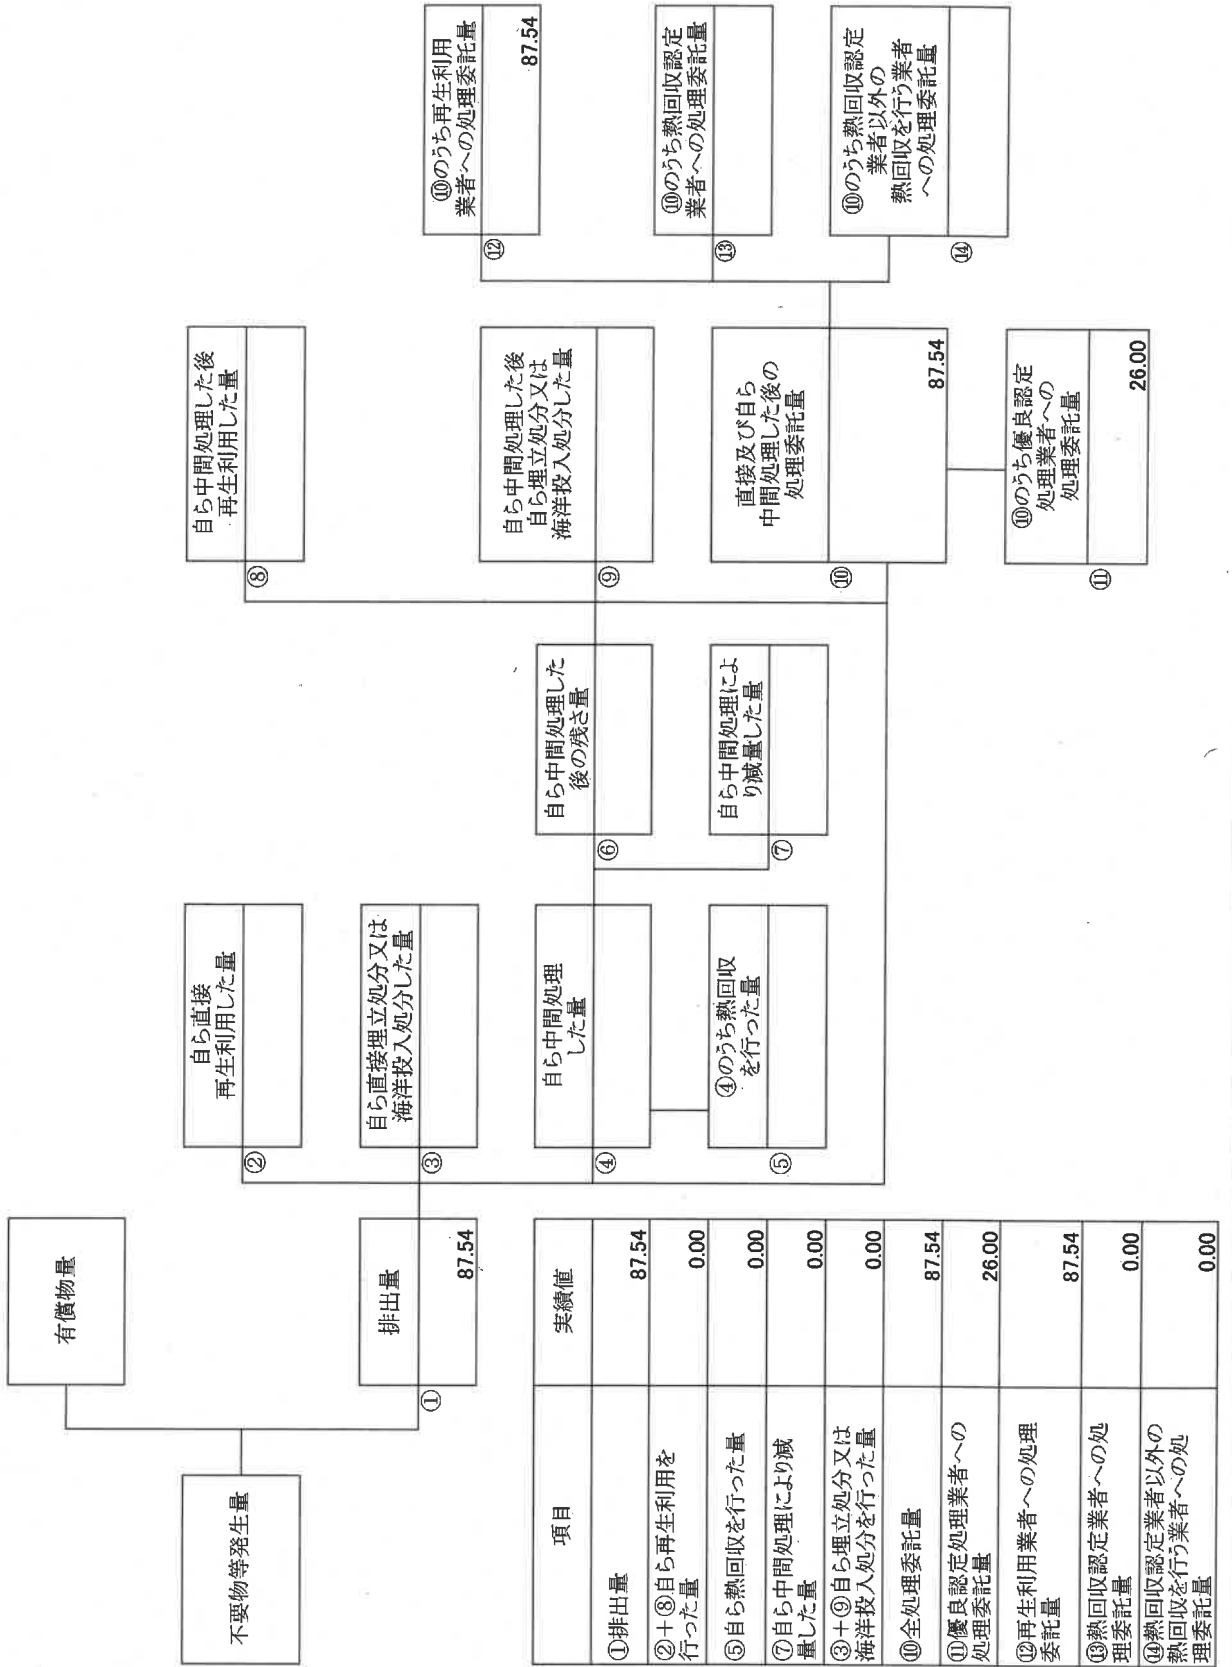 有償物量
不要物等発生量
排出量
①
87.54
自ら直接
再生利用した量
②
自ら直接埋立処分又は
海洋投入処分した量
③
自ら中間処理
した量
④
④のうち熱回収
を行った量
⑤
自ら中間処理した
後の残さ量
⑥
自ら中間処理によ
り減量した量
⑦
自ら中間処理した後
再生利用した量
⑧
自ら中間処理した後
自ら埋立処分又は
海洋投入処分した量
⑨
直接及び自ら
中間処理した後の
処理委託量
⑩
87.54
⑩のうち優良認定
処理業者への
処理委託量
⑪
26.00
⑩のうち再生利用
業者への処理委託量
⑫
87.54
⑩のうち熱回収認定
業者への処理委託量
⑬
⑩のうち熱回収認定
業者以外の
熱回収を行う業者
への処理委託量
⑭
項目 実績値
①排出量 87.54
②+⑧自ら再生利用を
行った量 0.00
⑤自ら熱回収を行った量 0.00
⑦自ら中間処理により減
量した量 0.00
③+⑨自ら埋立処分又は
海洋投入処分を行った量 0.00
⑩全処理委託量 87.54
⑪優良認定処理業者への
処理委託量 26.00
⑫再生利用業者への処理
委託量 87.54
⑬熱回収認定業者への処
理委託量 0.00
⑭熱回収認定業者以外の
熱回収を行う業者への処
理委託量 0.00